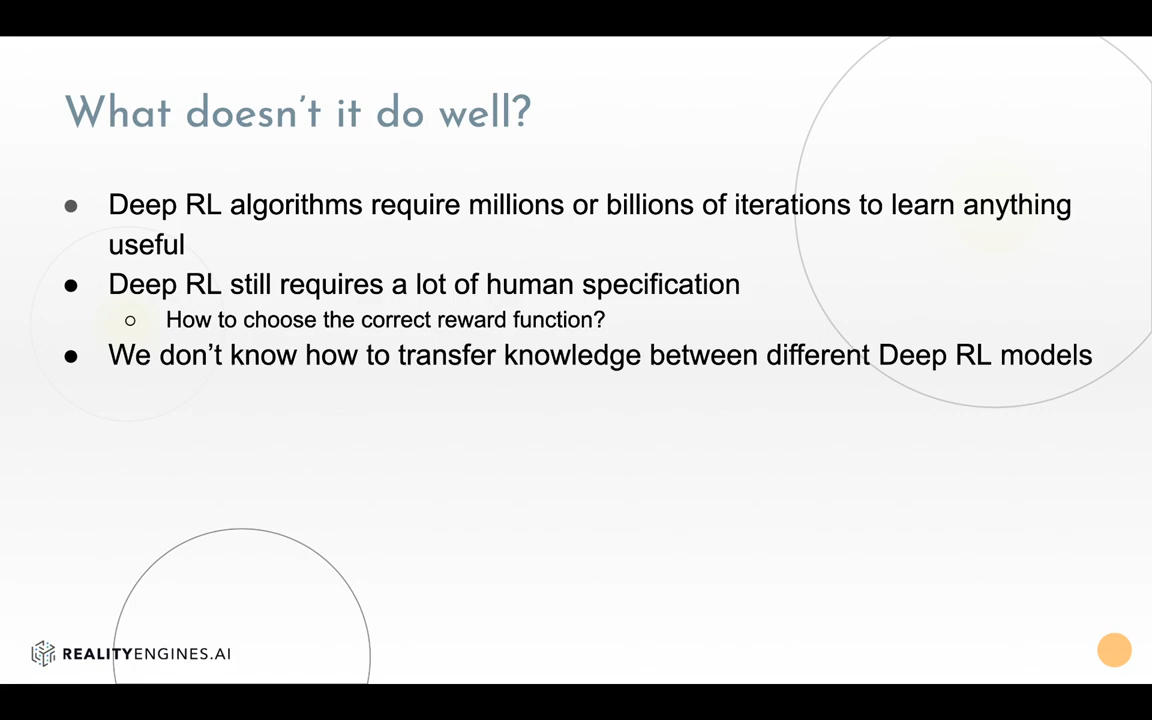 What doesn't it do well?
● Deep RL algorithms require millions or billions of iterations to learn anything
useful
● Deep RL still requires a lot of human specification
○ How to choose the correct reward function?
● We don't know how to transfer knowledge between different Deep RL models
REALITYENGINES.AI